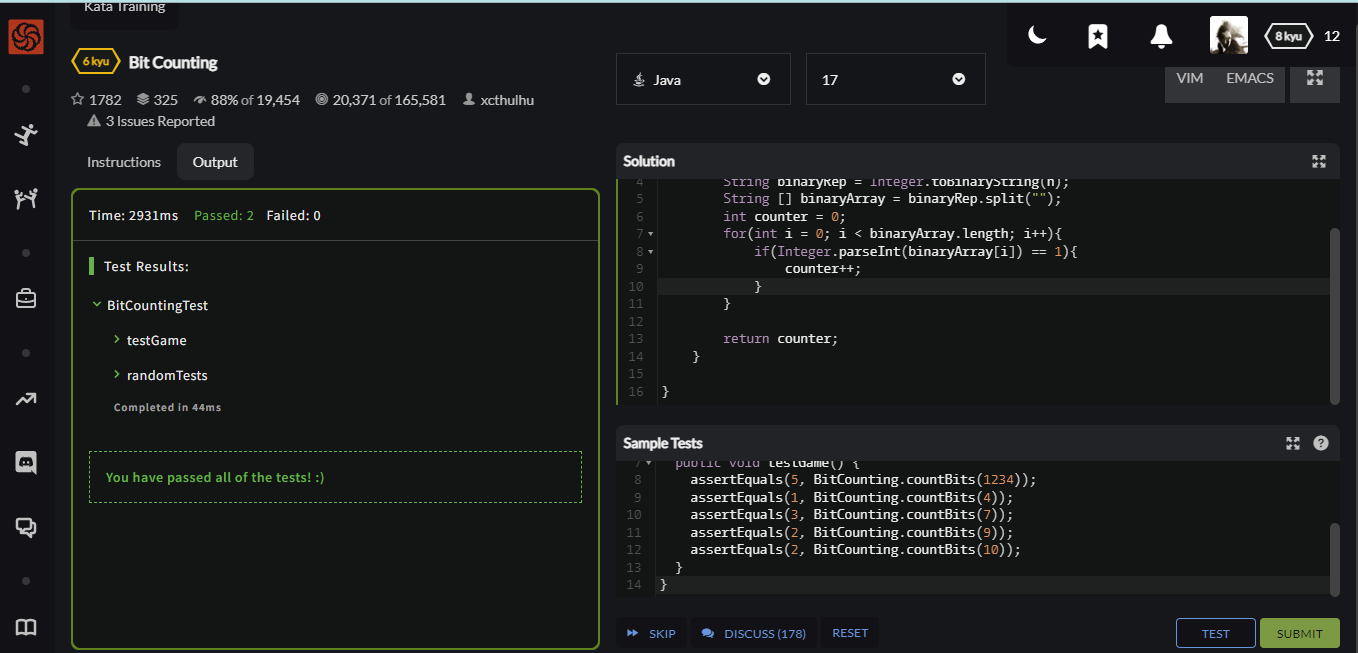 Kata Training
8 kyu 12
6 kyu Bit Counting
1782 325 88% of 19,454 20,371 of 165,581 xcthulhu
3 Issues Reported
Java 17 VIM EMACS
Instructions Output
Time: 2931ms Passed: 2 Failed: 0
Test Results:
BitCountingTest
testGame
randomTests
Completed in 44ms
You have passed all of the tests! :)
Solution
4 String binaryRep = Integer.toBinaryString(n);
5 String [] binaryArray = binaryRep.split("");
6 int counter = 0;
7 for(int i = 0; i < binaryArray.length; i++){
8 if(Integer.parseInt(binaryArray[i]) == 1){
9 counter++;
10 }
11 }
12
13 return counter;
14 }
15
16 }
Sample Tests
7 public void testGame() {
8 assertEquals(5, BitCounting.countBits(1234));
9 assertEquals(1, BitCounting.countBits(4));
10 assertEquals(3, BitCounting.countBits(7));
11 assertEquals(2, BitCounting.countBits(9));
12 assertEquals(2, BitCounting.countBits(10));
13 }
14 }
SKIP DISCUSS (178) RESET TEST SUBMIT